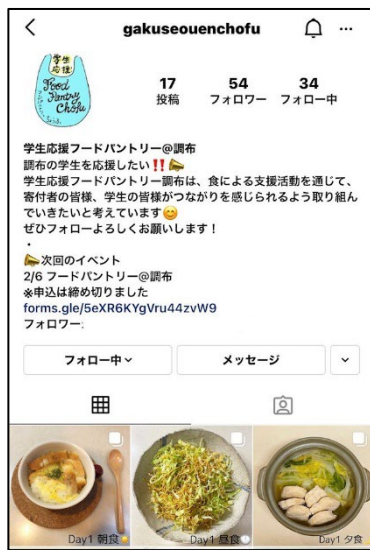 gakuseouenchofu
学生
応援
Food
Pantry
Chofu
17
54
34
投稿
フォロワー
フォロー中
学生応援フードパントリー@調布
調布の学生を応援したい‼️📣
学生応援フードパントリー調布は、食による支援活動を通じて、
寄付者の皆様、学生の皆様がつながりを感じられるよう取り組ん
でいきたいと考えています😊
ぜひフォローよろしくお願いします！
・
📣次回のイベント
2/6 フードパントリー@調布
※申込は締め切りました
forms.gle/5eXR6KYgVru44zvW9
フォロワー:
フォロー中
メッセージ
Day1 朝食
Day1 昼食
Day1 夕食